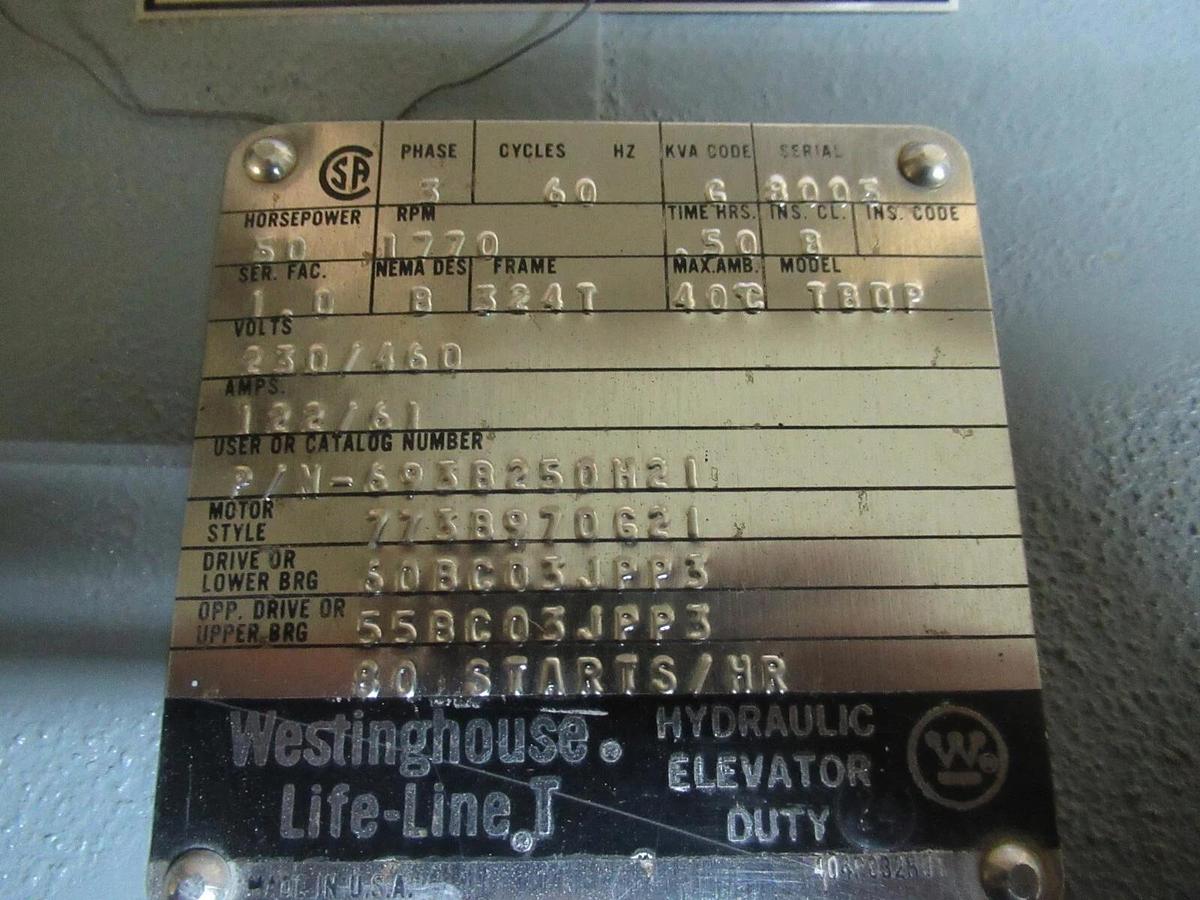 SA PHASE CYCLES HZ KVA CODE SERIAL
3 60 G 8003
HORSEPOWER RPM TIME HRS. INS. CL. INS. CODE
50 1770 .50 B
SER. FAC. NEMA DES FRAME MAX.AMB. MODEL
1.0 B 324T 40C TBDP
VOLTS
230/460
AMPS.
122/61
USER OR CATALOG NUMBER
P/N-693B250H21
MOTOR
STYLE 773B970G21
DRIVE OR
LOWER BRG 60BC03JPP3
OPP. DRIVE OR
UPPER BRG 55BC03JPP3
80 STARTS/HR
Westinghouse® HYDRAULIC
ELEVATOR
Life-Line® T DUTY
W®
MADE IN U.S.A.